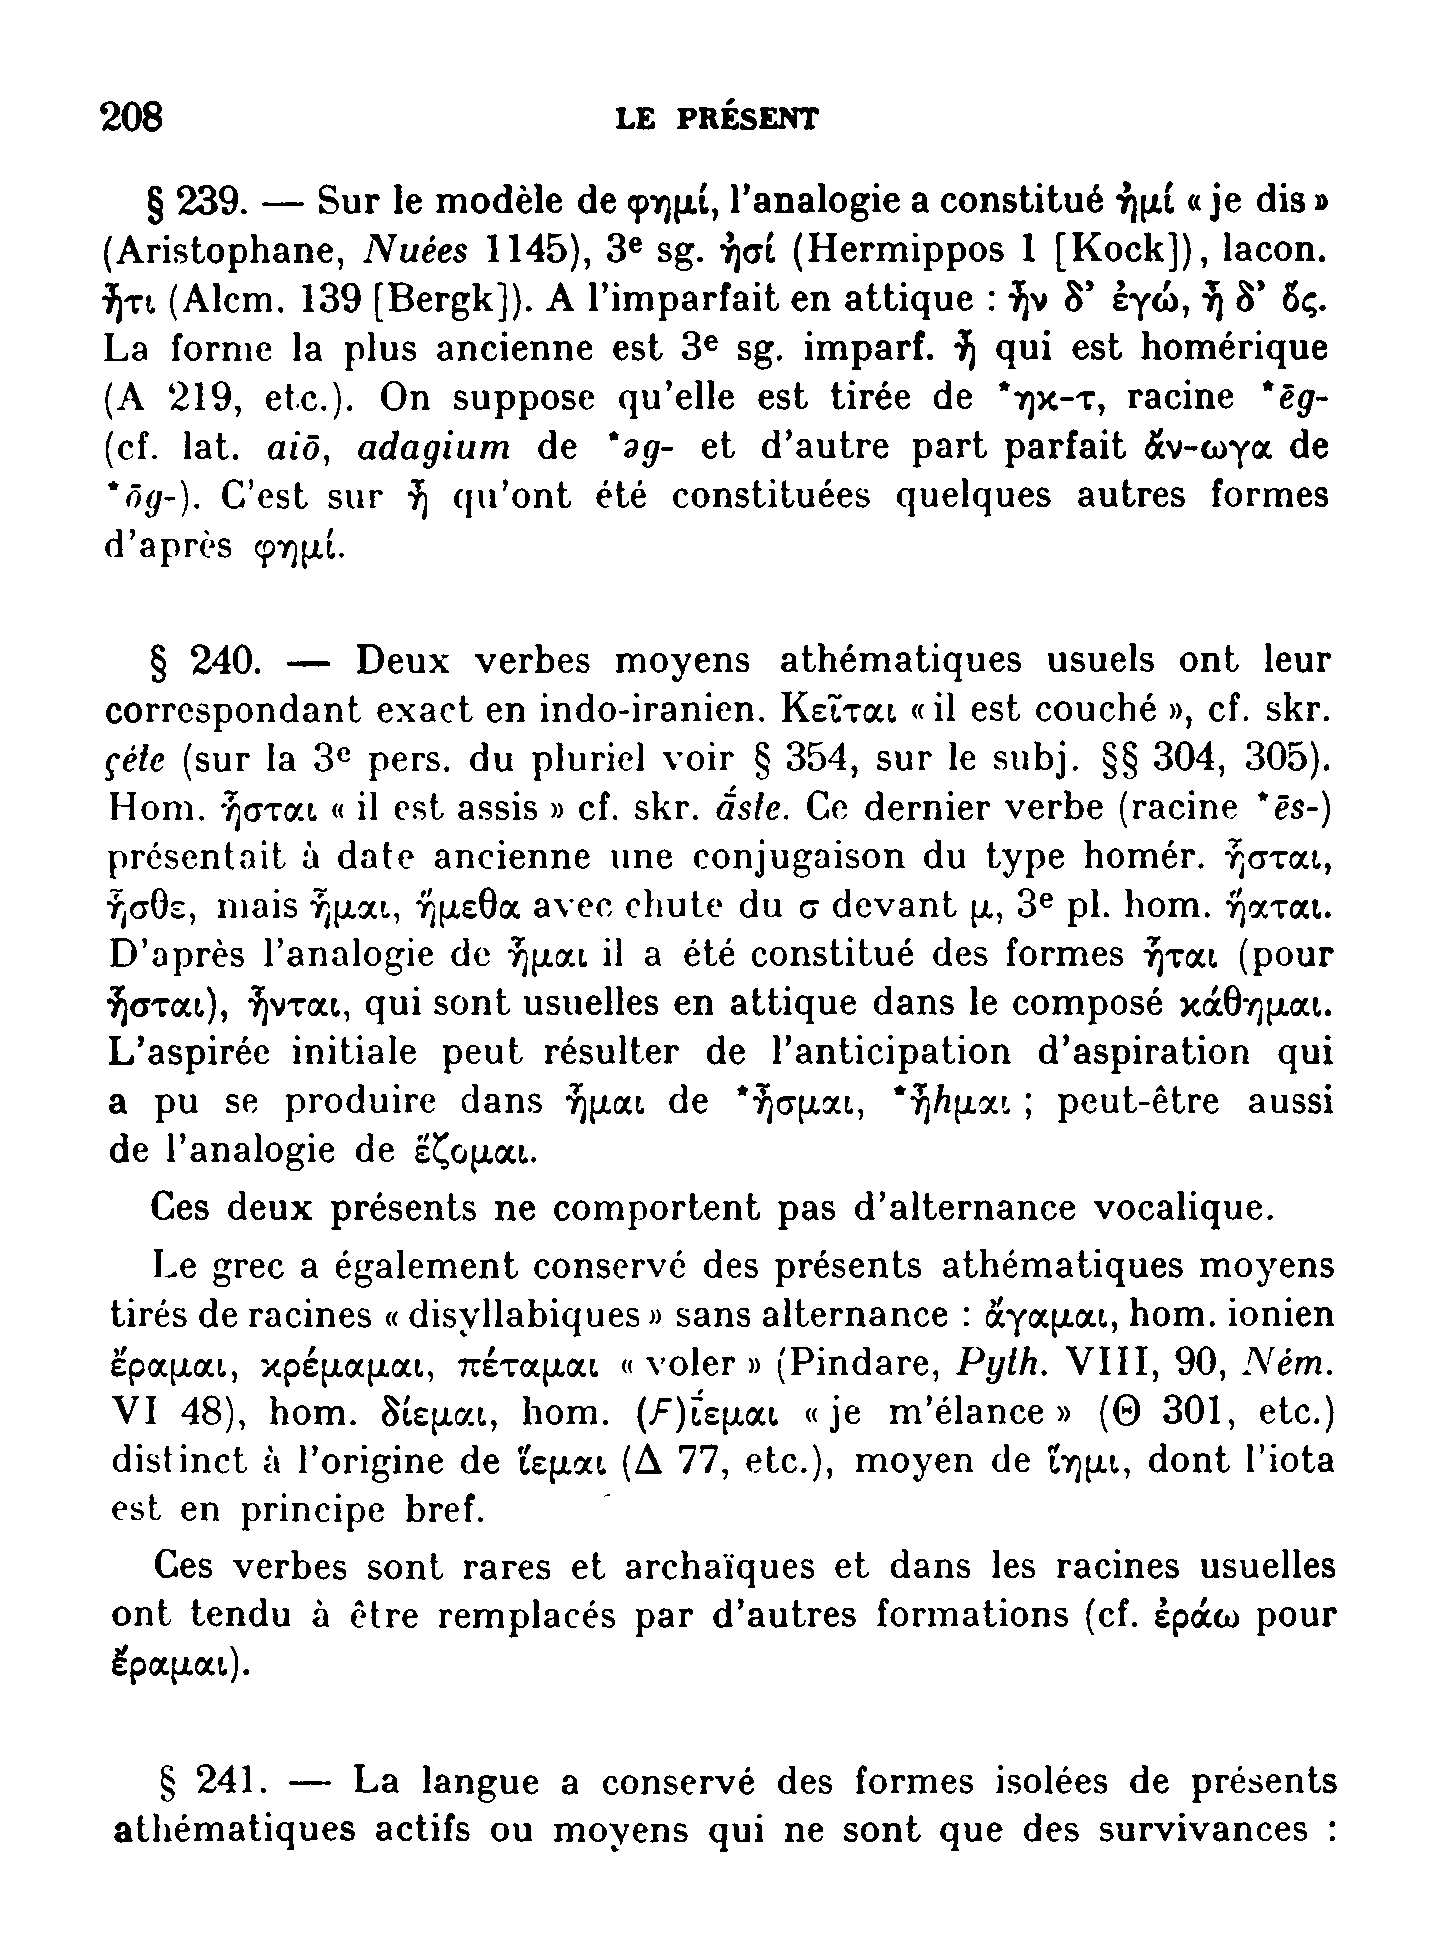 208 LE PRÉSENT
§ 239. — Sur le modèle de φημί, l'analogie a constitué ἠμί « je dis »
(Aristophane, Nuées 1145), 3e sg. ἠσί (Hermippos 1 [Kock]), lacon.
ἦτι (Alcm. 139 [Bergk]). A l'imparfait en attique : ἦν δ' ἐγώ, ἦ δ' ὅς.
La forme la plus ancienne est 3e sg. imparf. ἦ qui est homérique
(A 219, etc.). On suppose qu'elle est tirée de *ηκ-τ, racine *ēg-
(cf. lat. aiō, adagium de *əg- et d'autre part parfait ἄν-ωγα de
*ōg-). C'est sur ἦ qu'ont été constituées quelques autres formes
d'après φημί.
§ 240. — Deux verbes moyens athématiques usuels ont leur
correspondant exact en indo-iranien. Κεῖται « il est couché », cf. skr.
çéte (sur la 3e pers. du pluriel voir § 354, sur le subj. §§ 304, 305).
Hom. ἧσται « il est assis » cf. skr. ā́ste. Ce dernier verbe (racine *ēs-)
présentait à date ancienne une conjugaison du type homér. ἧσται,
ἧσθε, mais ἧμαι, ἥμεθα avec chute du σ devant μ, 3e pl. hom. ἥαται.
D'après l'analogie de ἧμαι il a été constitué des formes ἧται (pour
ἧσται), ἧνται, qui sont usuelles en attique dans le composé κάθημαι.
L'aspirée initiale peut résulter de l'anticipation d'aspiration qui
a pu se produire dans ἧμαι de *ἦσμαι, *ἦhμαι ; peut-être aussi
de l'analogie de ἕζομαι.
Ces deux présents ne comportent pas d'alternance vocalique.
Le grec a également conservé des présents athématiques moyens
tirés de racines « disyllabiques » sans alternance : ἄγαμαι, hom. ionien
ἔραμαι, κρέμαμαι, πέταμαι « voler » (Pindare, Pyth. VIII, 90, Ném.
VI 48), hom. δίεμαι, hom. (F)ῑ́εμαι « je m'élance » (Θ 301, etc.)
distinct à l'origine de ἵεμαι (Δ 77, etc.), moyen de ἵημι, dont l'iota
est en principe bref.
Ces verbes sont rares et archaïques et dans les racines usuelles
ont tendu à être remplacés par d'autres formations (cf. ἐράω pour
ἔραμαι).
§ 241. — La langue a conservé des formes isolées de présents
athématiques actifs ou moyens qui ne sont que des survivances :